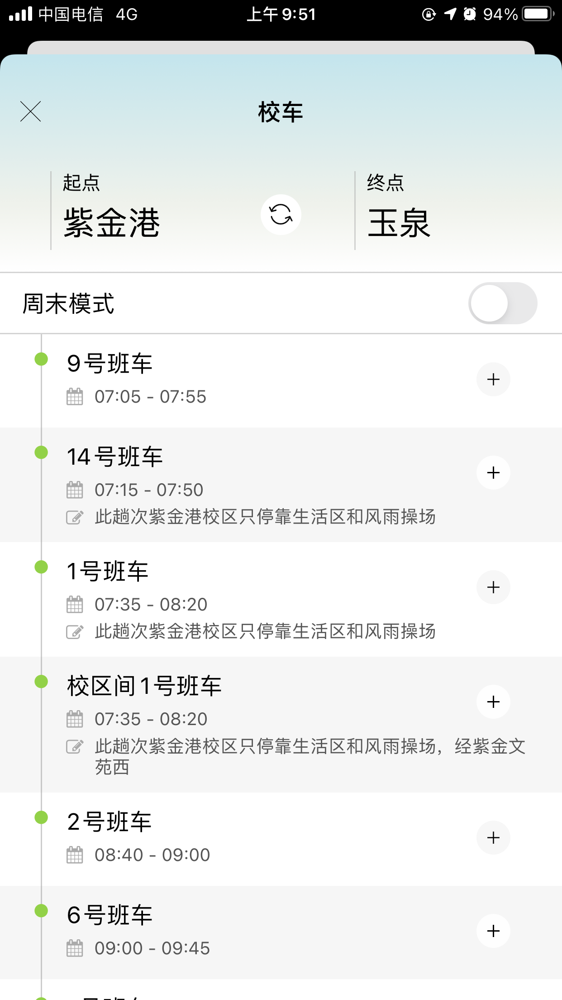 中国电信 4G 上午 9:51 94%
校车
起点
终点
紫金港
玉泉
周末模式
9号班车
07:05 - 07:55
14号班车
07:15 - 07:50
此趟次紫金港校区只停靠生活区和风雨操场
1号班车
07:35 - 08:20
此趟次紫金港校区只停靠生活区和风雨操场
校区间1号班车
07:35 - 08:20
此趟次紫金港校区只停靠生活区和风雨操场，经紫金文
苑西
2号班车
08:40 - 09:00
6号班车
09:00 - 09:45